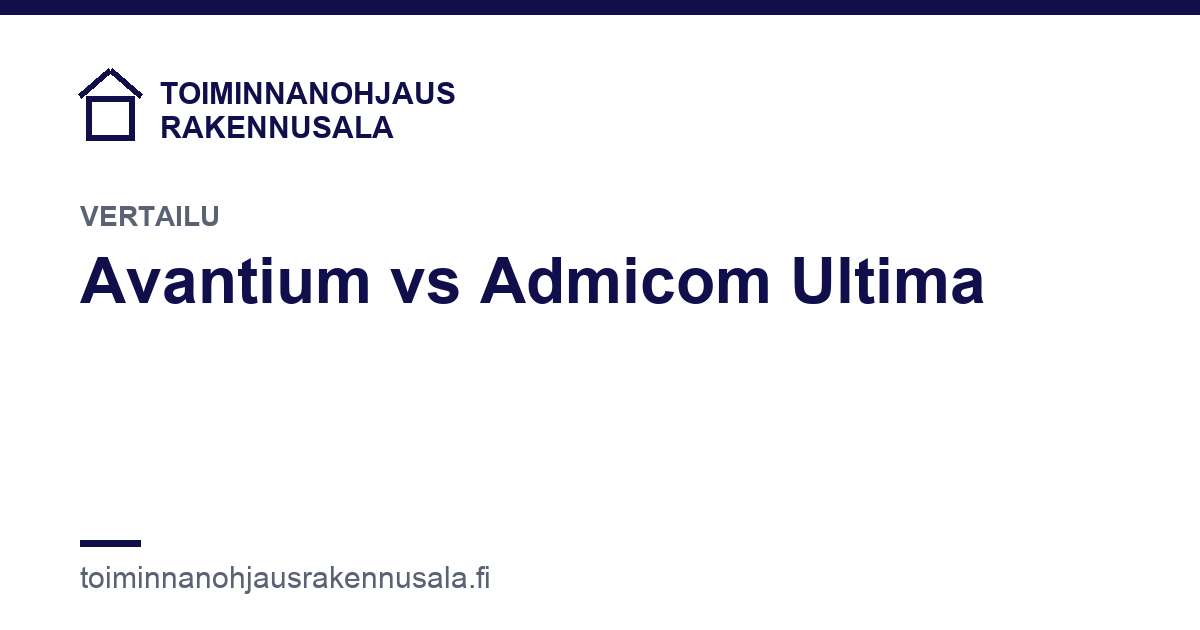 TOIMINNANOHJAUS
RAKENNUSALA
VERTAILU
Avantium vs Admicom Ultima
toiminnanohjausrakennusala.fi